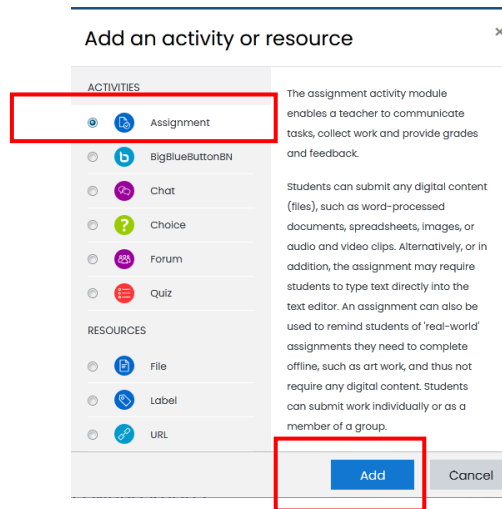 Add an activity or resource
×
ACTIVITIES
Assignment
BigBlueButtonBN
Chat
Choice
Forum
Quiz
RESOURCES
File
Label
URL
The assignment activity module
enables a teacher to communicate
tasks, collect work and provide grades
and feedback.
Students can submit any digital content
(files), such as word-processed
documents, spreadsheets, images, or
audio and video clips. Alternatively, or in
addition, the assignment may require
students to type text directly into the
text editor. An assignment can also be
used to remind students of 'real-world'
assignments they need to complete
offline, such as art work, and thus not
require any digital content. Students
can submit work individually or as a
member of a group.
Add
Cancel